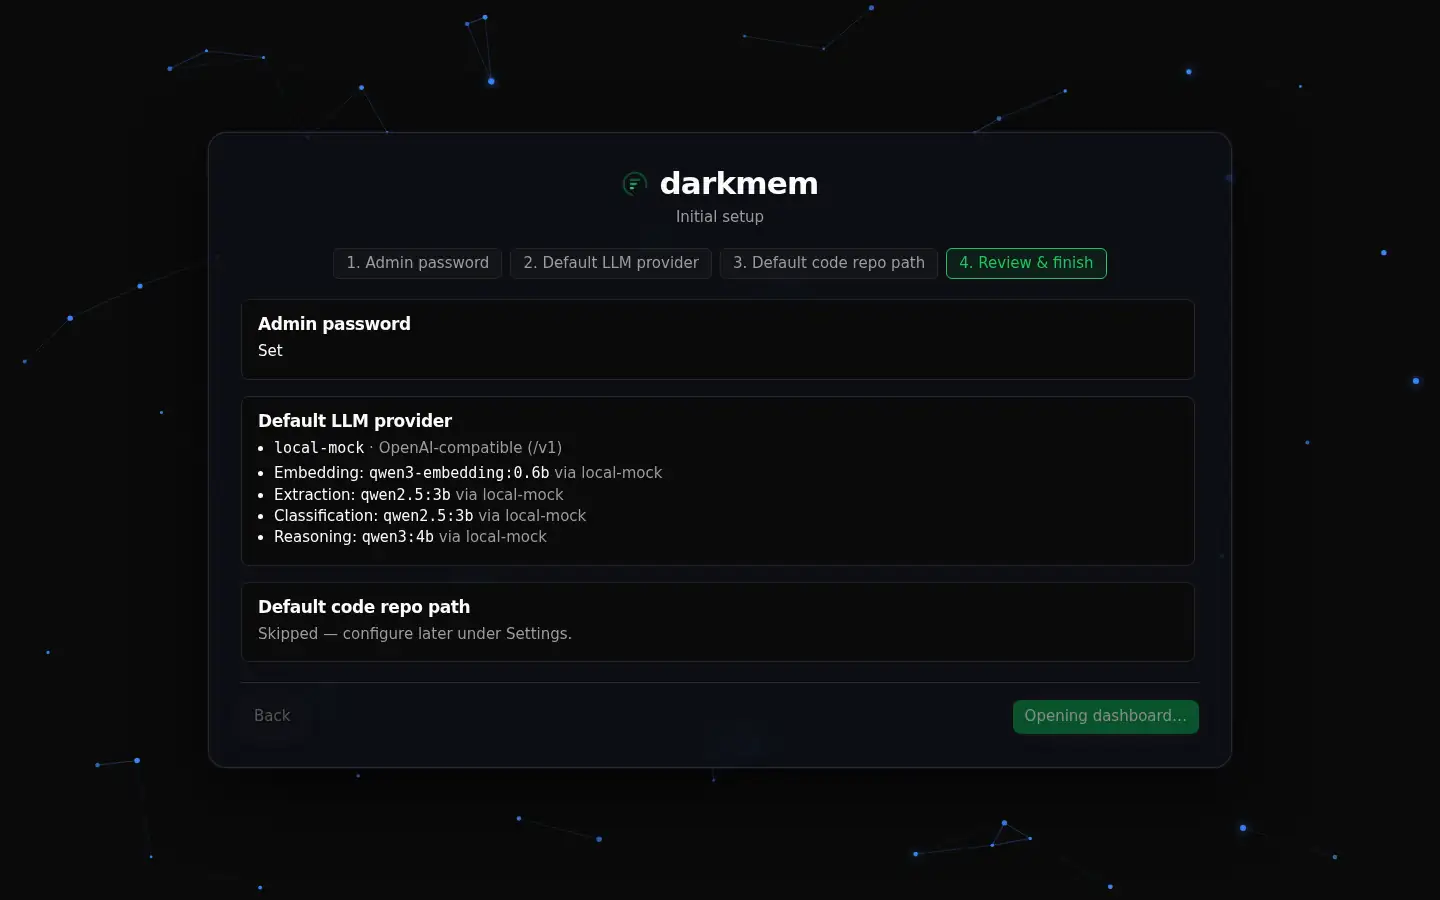 darkmem
Initial setup
1. Admin password
2. Default LLM provider
3. Default code repo path
4. Review & finish
Admin password
Set
Default LLM provider
• local-mock · OpenAI-compatible (/v1)
• Embedding: qwen3-embedding:0.6b via local-mock
• Extraction: qwen2.5:3b via local-mock
• Classification: qwen2.5:3b via local-mock
• Reasoning: qwen3:4b via local-mock
Default code repo path
Skipped — configure later under Settings.
Back
Opening dashboard…